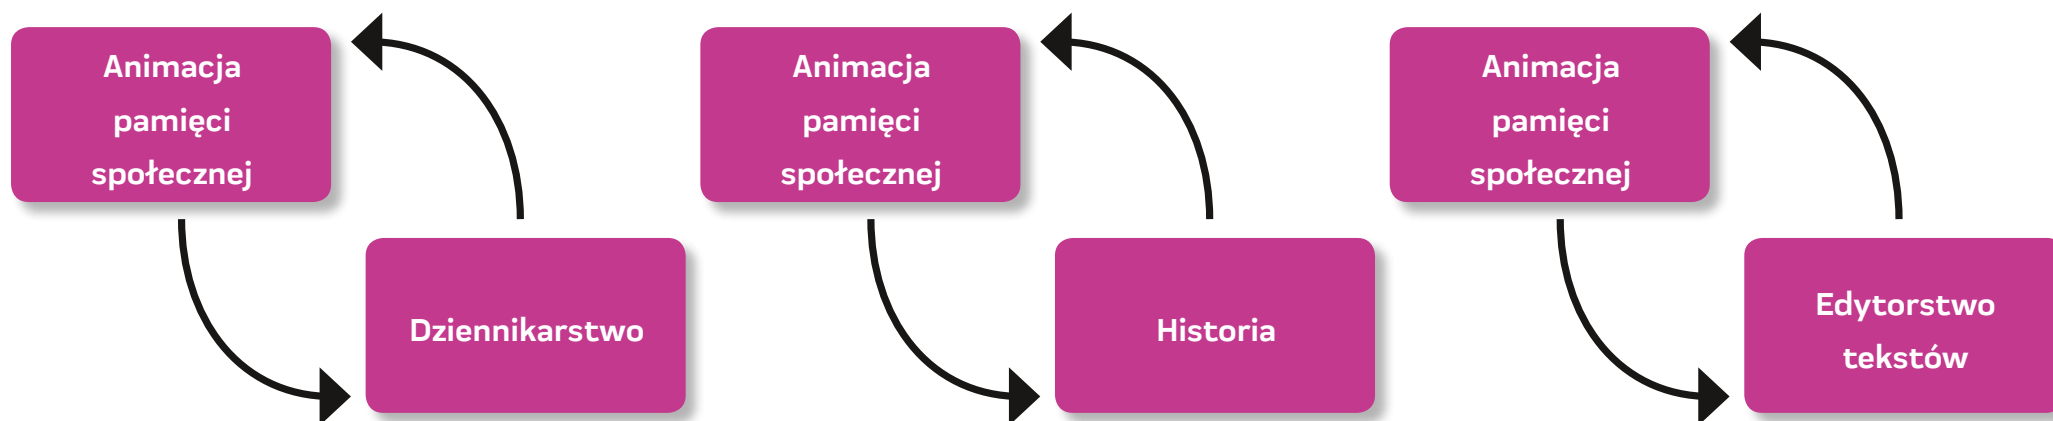 Animacja
pamięci
społecznej
Dziennikarstwo
Animacja
pamięci
społecznej
Historia
Animacja
pamięci
społecznej
Edytorstwo
tekstów